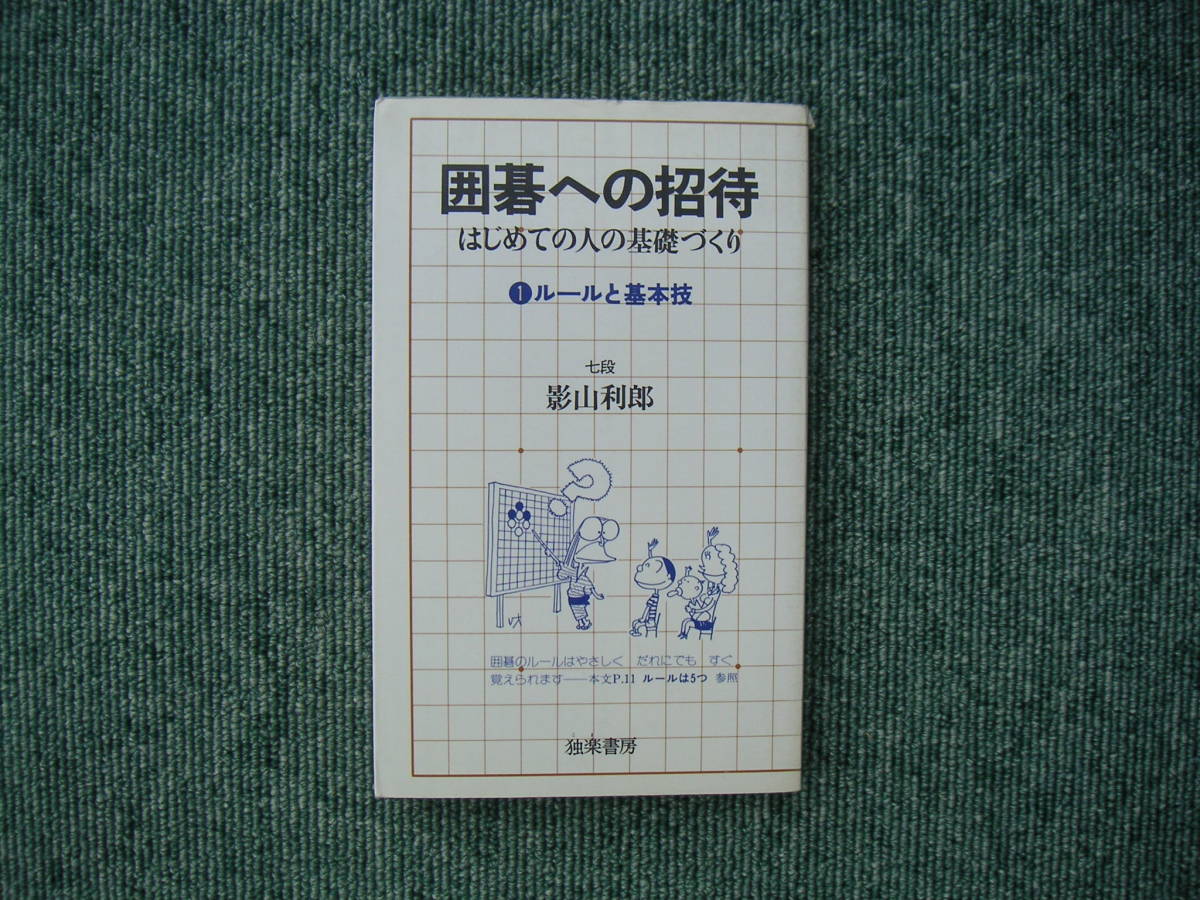 囲碁への招待
はじめての人の基礎づくり
❶ルールと基本技
七段
影山利郎
囲碁のルールはやさしく だれにでも すぐ
覚えられます——本文P.11 ルールは5つ 参照
独楽書房